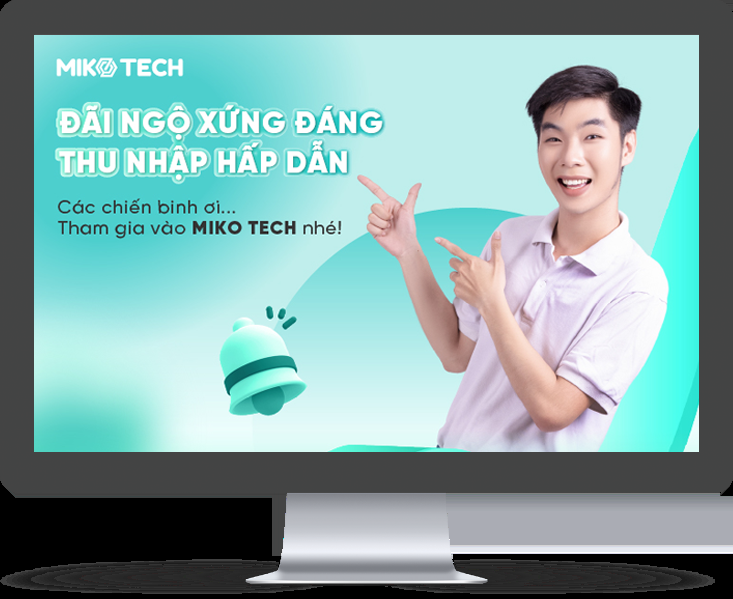 MIKO TECH
ĐÃI NGỘ XỨNG ĐÁNG
THU NHẬP HẤP DẪN
Các chiến binh ơi...
Tham gia vào MIKO TECH nhé!